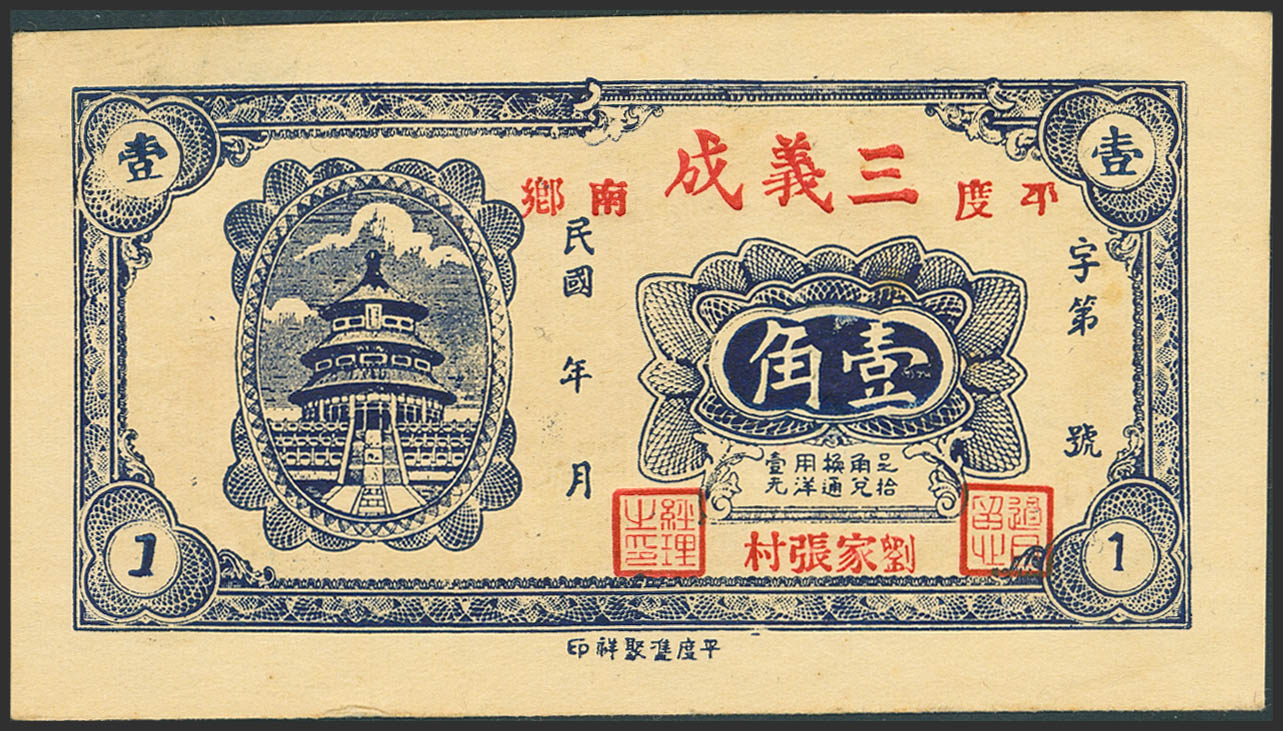 壹
壹
平度
三義成
南鄉
字第 號
壹角
民國 年 月
足拾角兌換通用洋壹元
劉家張村
經理之印
1
1
平度聚祥印